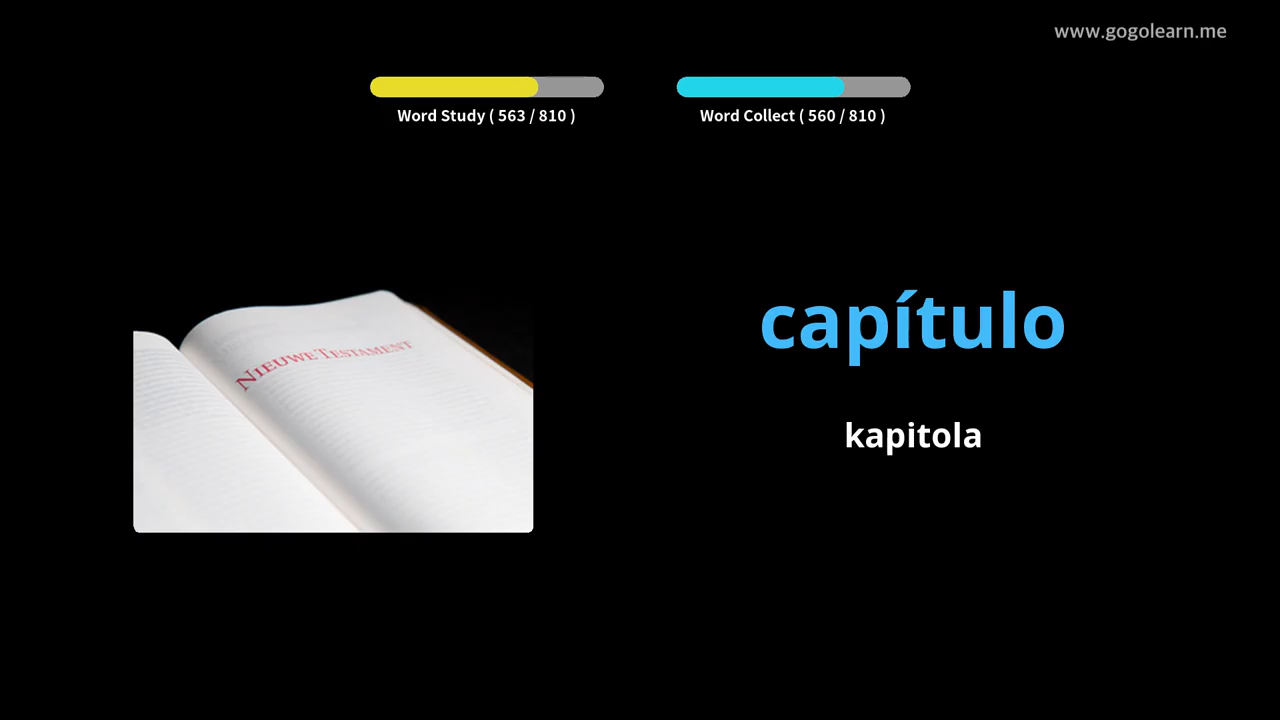 www.gogolearn.me
Word Study ( 563 / 810 )
Word Collect ( 560 / 810 )
NIEUWE TESTAMENT
capítulo
kapitola